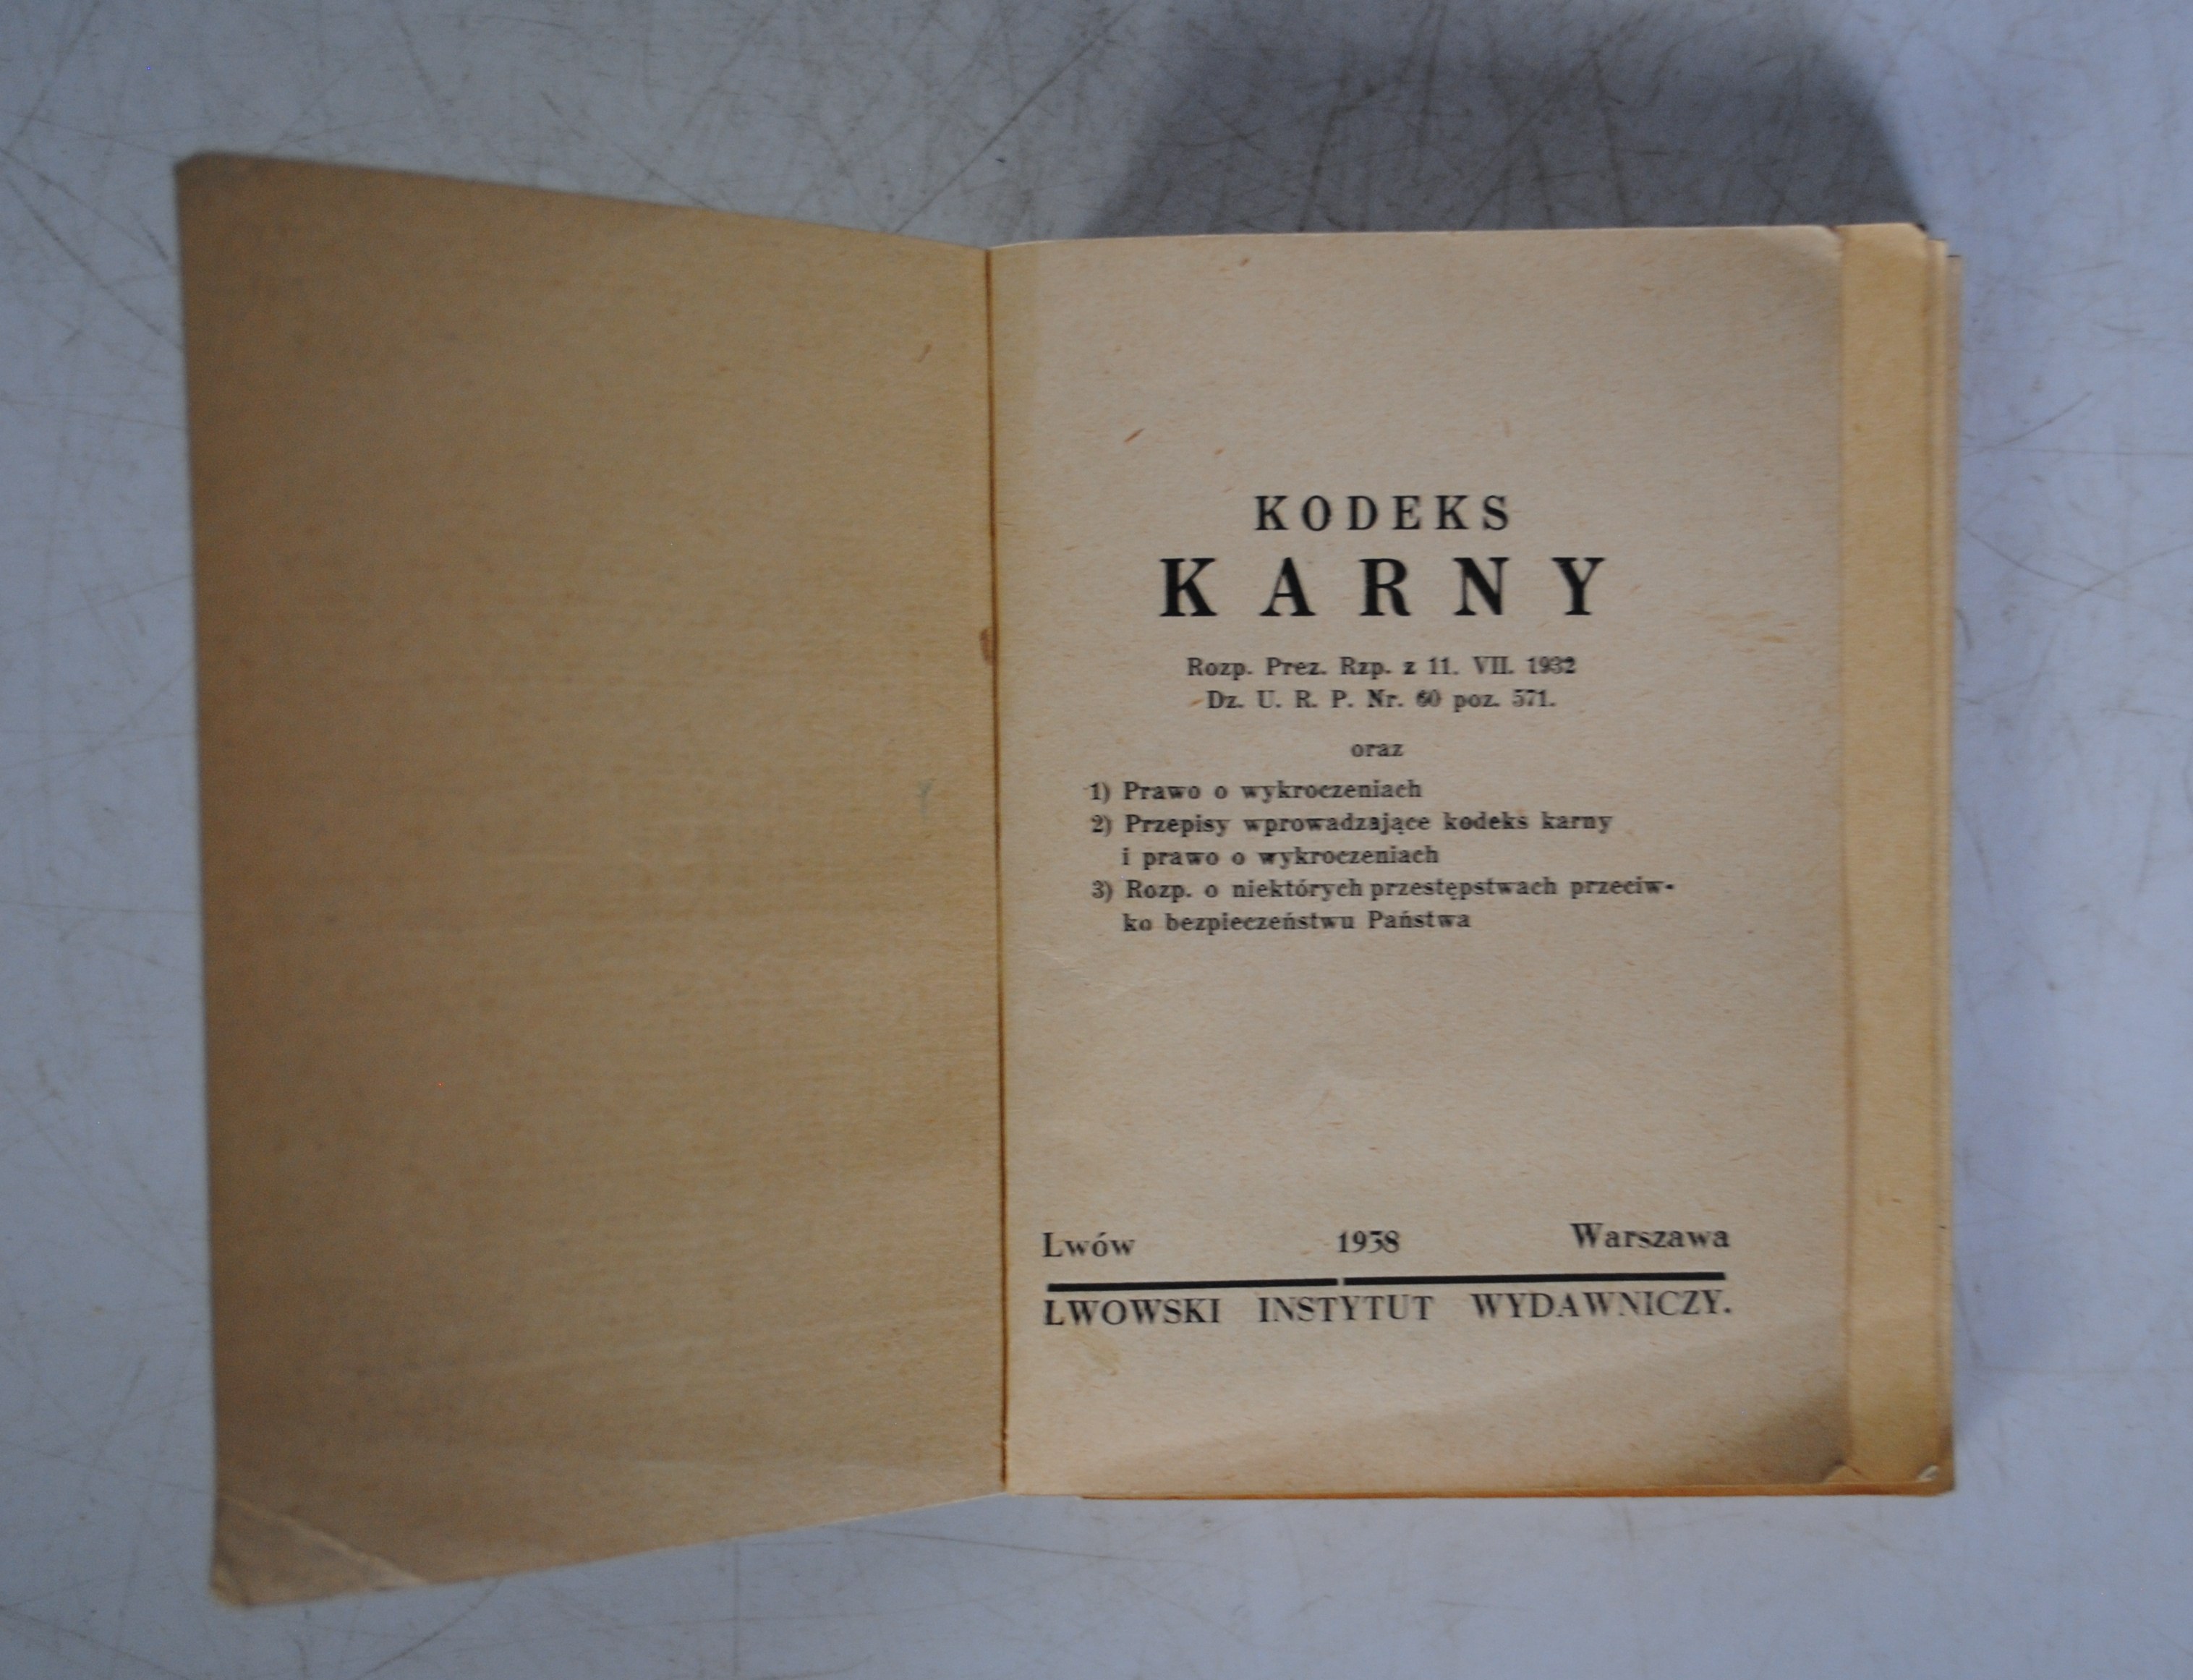 KODEKS
KARNY
Rozp. Prez. Rzp. z 11. VII. 1932
Dz. U. R. P. Nr. 60 poz. 571.
oraz
1) Prawo o wykroczeniach
2) Przepisy wprowadzające kodeks karny
i prawo o wykroczeniach
3) Rozp. o niektórych przestępstwach przeciw-
ko bezpieczeństwu Państwa
Lwów 1938 Warszawa
LWOWSKI INSTYTUT WYDAWNICZY.